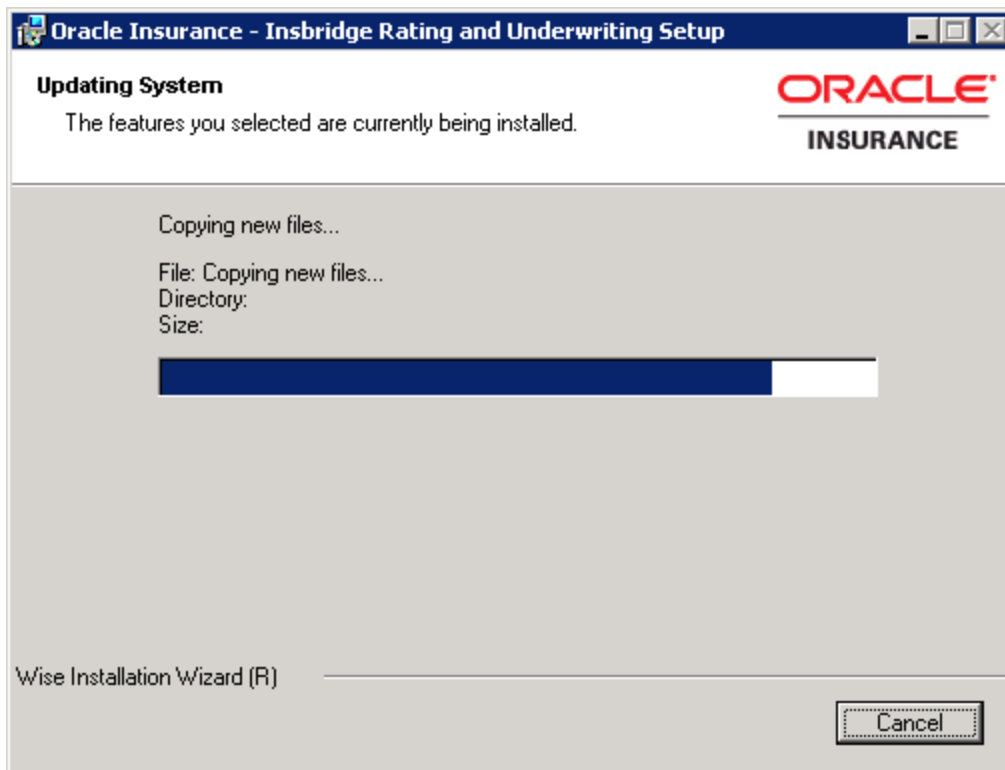 Oracle Insurance - Insbridge Rating and Underwriting Setup
Updating System
The features you selected are currently being installed.
ORACLE
INSURANCE
Copying new files...
File: Copying new files...
Directory:
Size:
Wise Installation Wizard (R)
Cancel